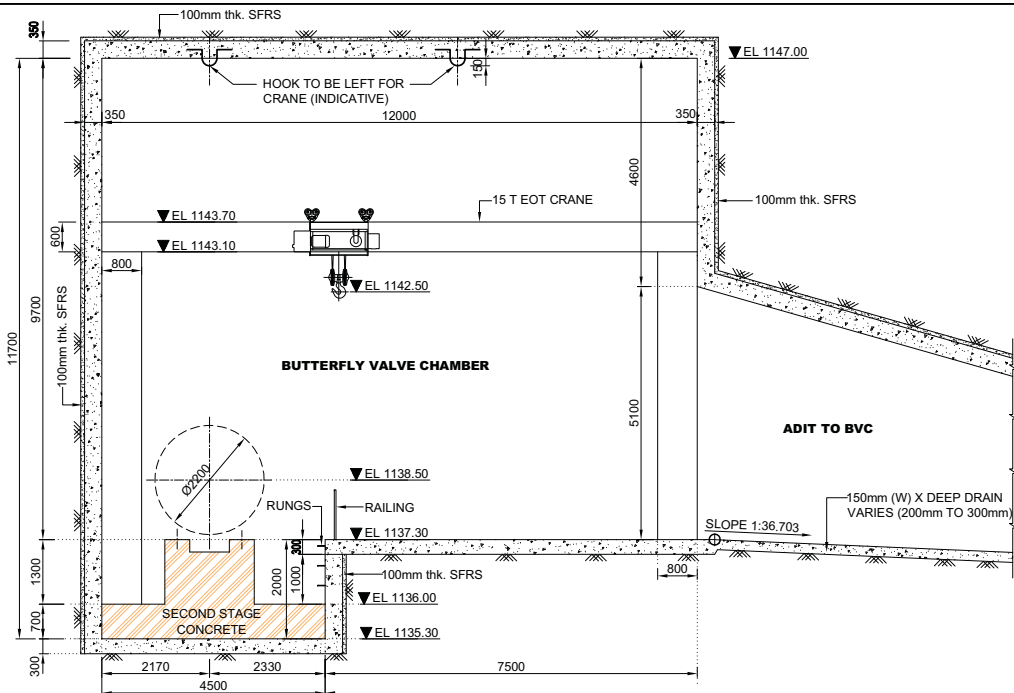 100mm thk. SFRS
350
EL 1147.00
HOOK TO BE LEFT FOR
CRANE (INDICATIVE)
150
350
12000
350
4600
15 T EOT CRANE
100mm thk. SFRS
EL 1143.70
600
EL 1143.10
800
EL 1142.50
9700
11700
100mm thk. SFRS
BUTTERFLY VALVE CHAMBER
5100
ADIT TO BVC
Ø2200
EL 1138.50
150mm (W) X DEEP DRAIN
VARIES (200mm TO 300mm)
RUNGS
RAILING
SLOPE 1:36.703
EL 1137.30
300
1300
2000
1000
100mm thk. SFRS
800
EL 1136.00
SECOND STAGE
CONCRETE
700
EL 1135.30
300
2170
2330
7500
4500